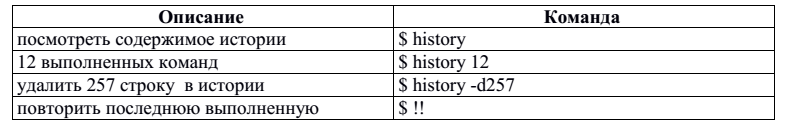 Описание Команда
посмотреть содержимое истории $ history
12 выполненных команд $ history 12
удалить 257 строку в истории $ history -d257
повторить последнюю выполненную $ !!